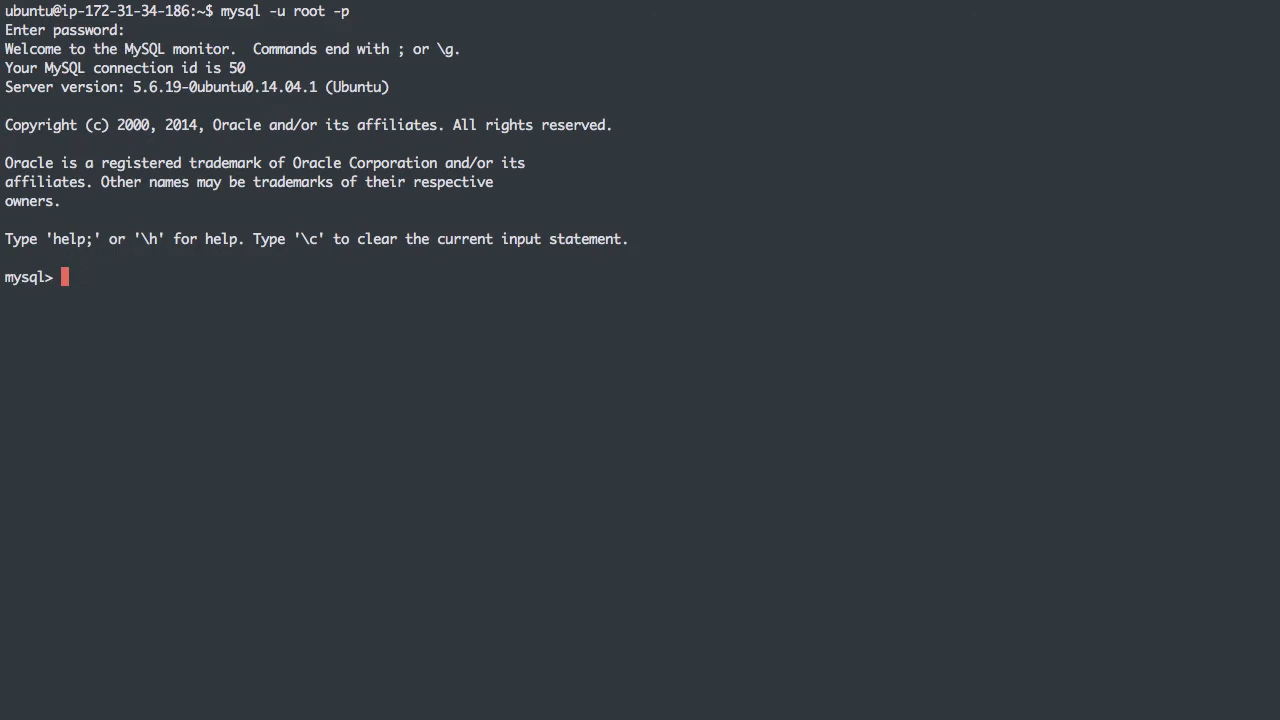 ubuntu@ip-172-31-34-186:~$ mysql -u root -p
Enter password:
Welcome to the MySQL monitor.  Commands end with ; or \g.
Your MySQL connection id is 50
Server version: 5.6.19-0ubuntu0.14.04.1 (Ubuntu)
Copyright (c) 2000, 2014, Oracle and/or its affiliates. All rights reserved.
Oracle is a registered trademark of Oracle Corporation and/or its
affiliates. Other names may be trademarks of their respective
owners.
Type 'help;' or '\h' for help. Type '\c' to clear the current input statement.
mysql>